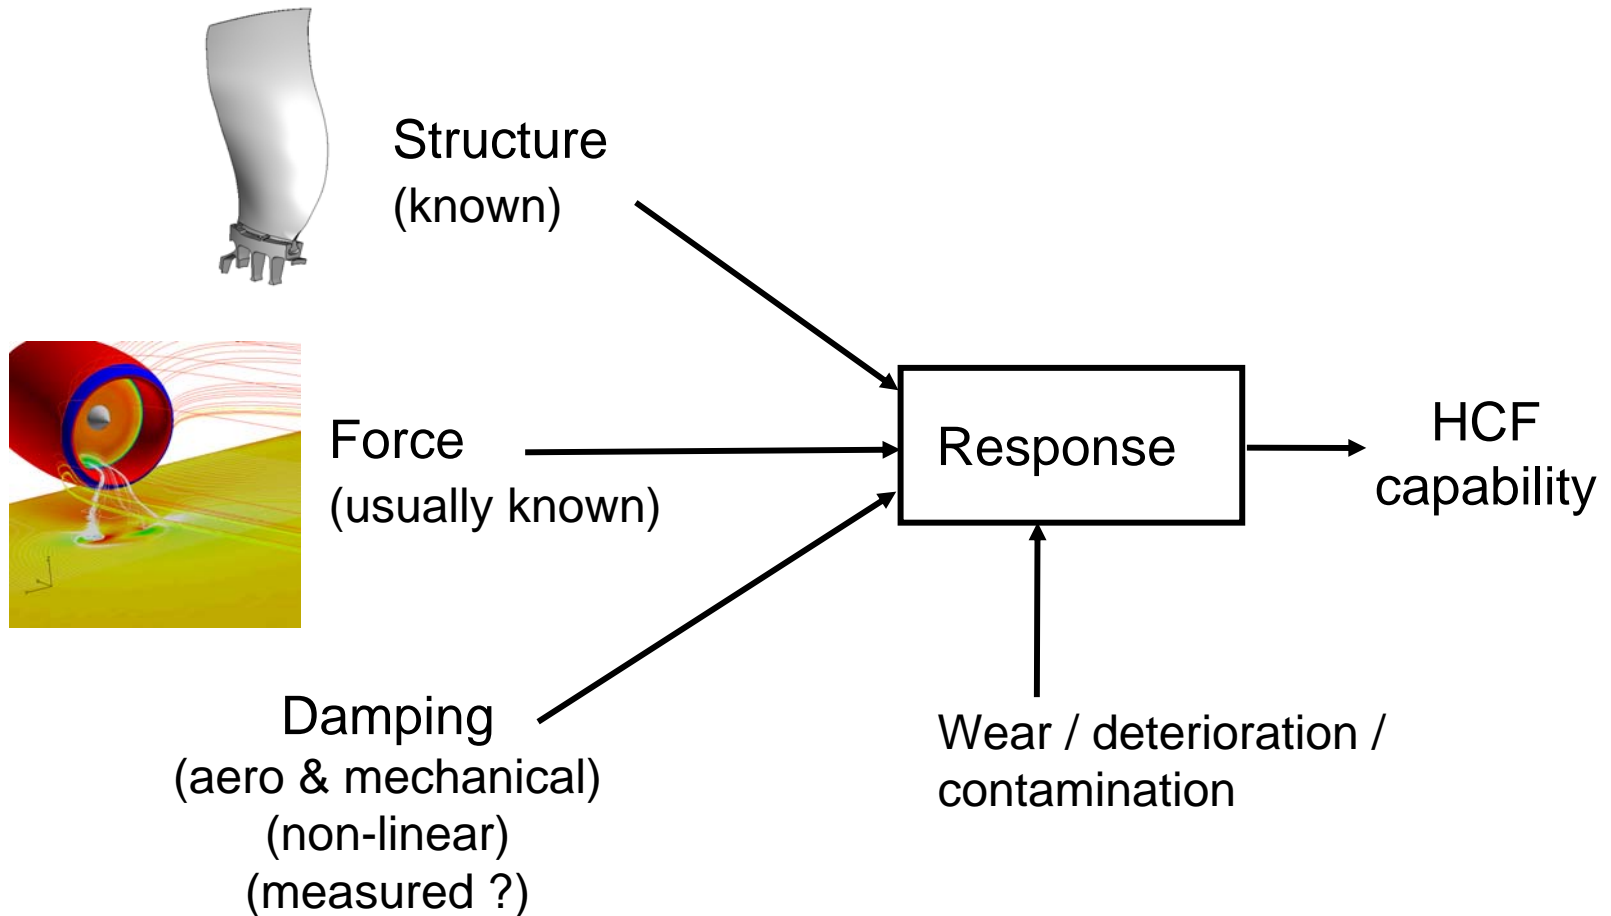 Structure
(known)
Force
(usually known)
Response
HCF
capability
Damping
(aero & mechanical)
(non-linear)
(measured ?)
Wear / deterioration /
contamination